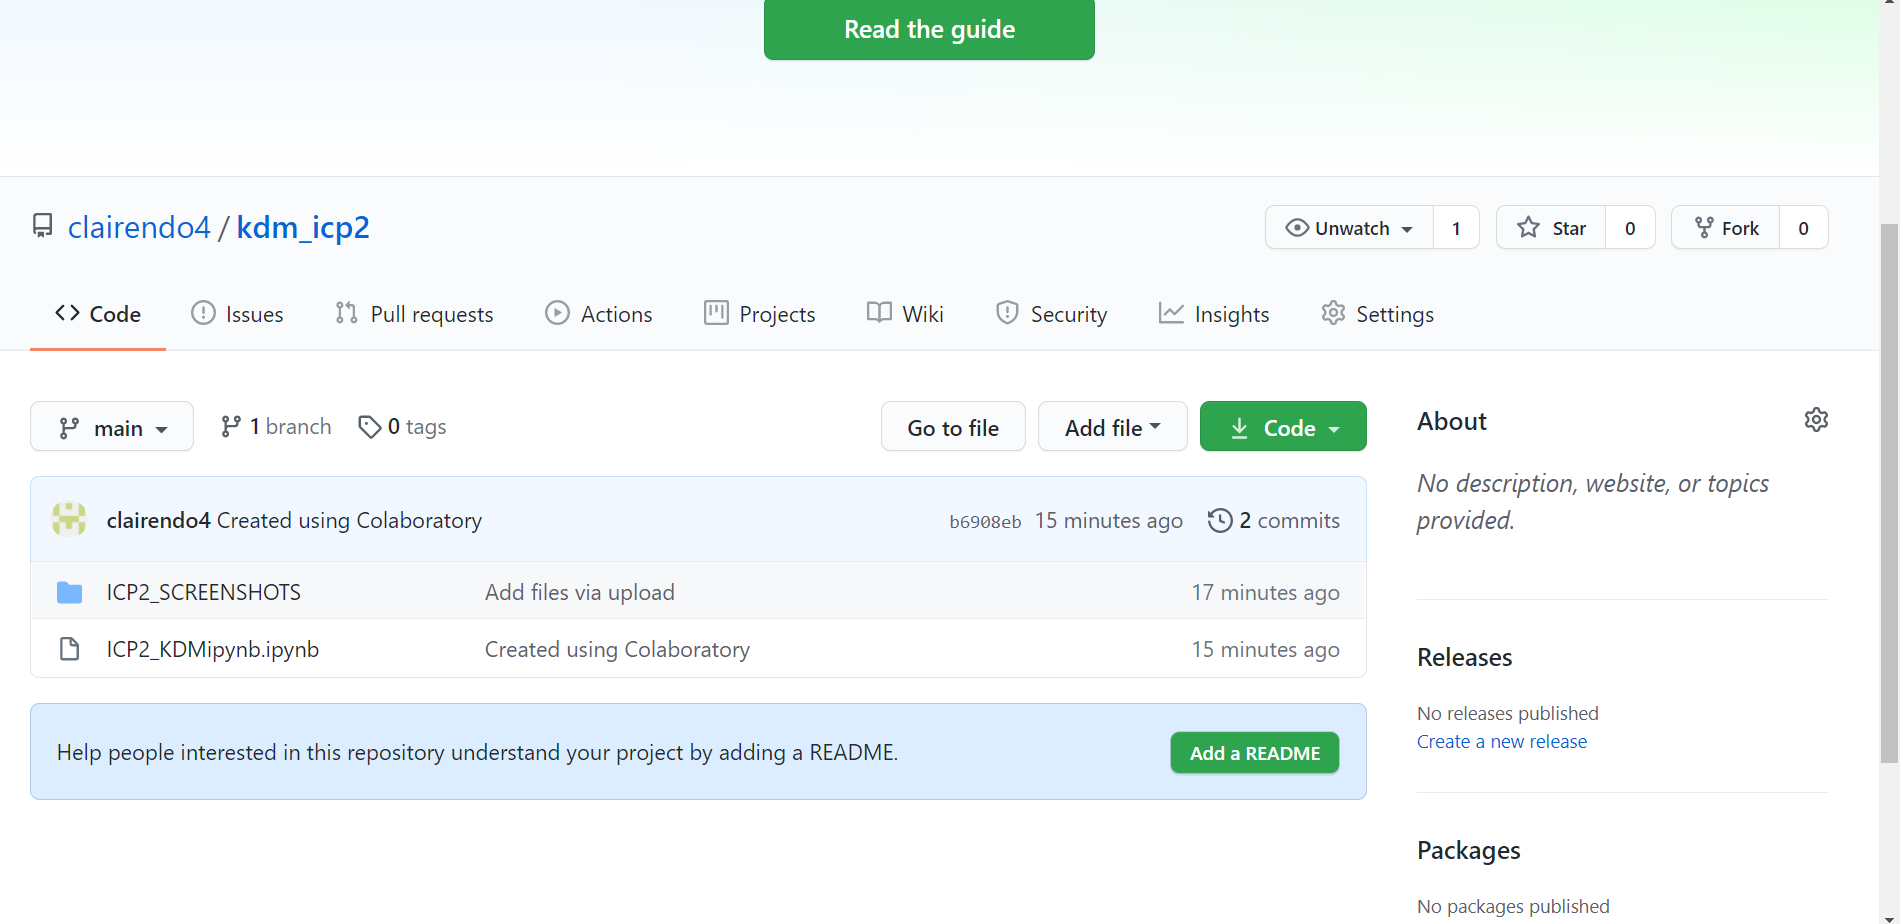 Read the guide
clairendo4 / kdm_icp2
Unwatch 1 Star 0 Fork 0
Code Issues Pull requests Actions Projects Wiki Security Insights Settings
main 1 branch 0 tags Go to file Add file Code
clairendo4 Created using Colaboratory b6908eb 15 minutes ago 2 commits
ICP2_SCREENSHOTS Add files via upload 17 minutes ago
ICP2_KDMipynb.ipynb Created using Colaboratory 15 minutes ago
Help people interested in this repository understand your project by adding a README. Add a README
About
No description, website, or topics
provided.
Releases
No releases published
Create a new release
Packages
No packages published